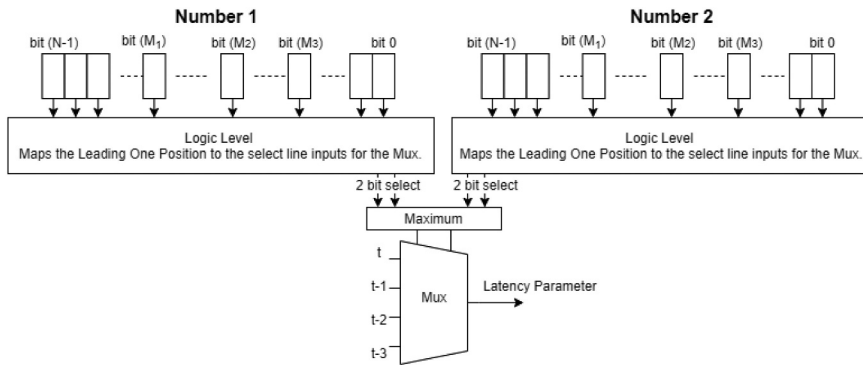 Number 1
Number 2
bit (N-1) bit (M1) bit (M2) bit (M3) bit 0
bit (N-1) bit (M1) bit (M2) bit (M3) bit 0
Logic Level
Maps the Leading One Position to the select line inputs for the Mux.
Logic Level
Maps the Leading One Position to the select line inputs for the Mux.
2 bit select
2 bit select
Maximum
t
t-1
t-2
t-3
Mux
Latency Parameter